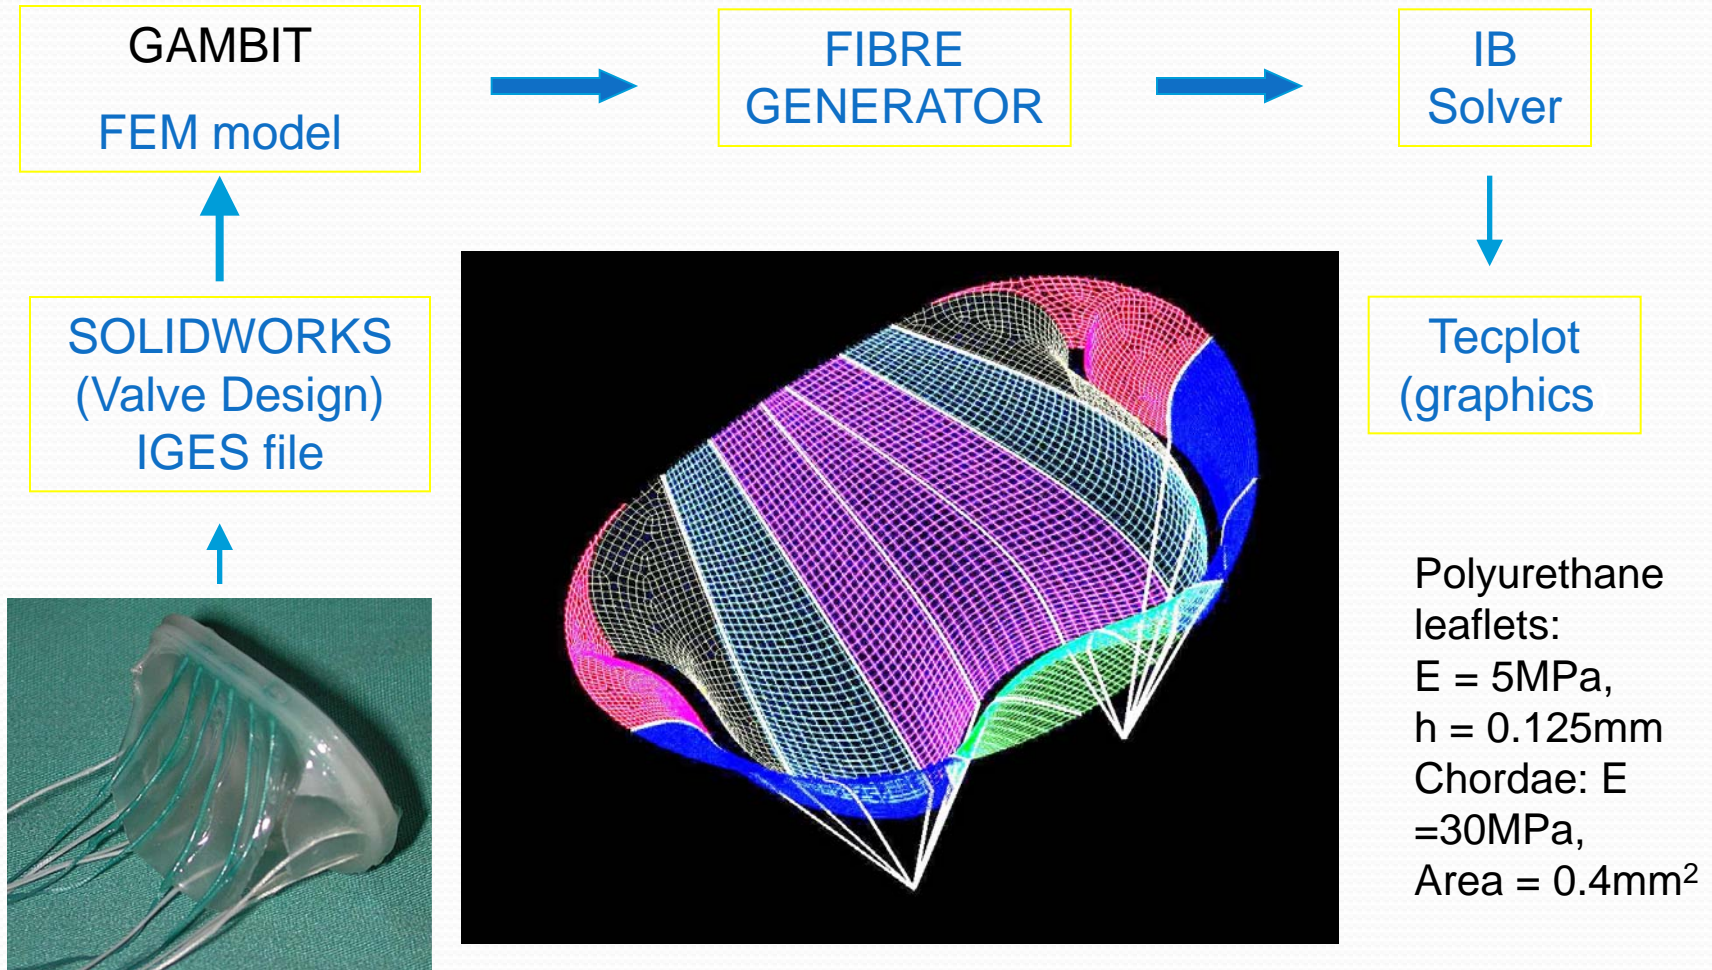 GAMBIT
FEM model
FIBRE
GENERATOR
IB
Solver
SOLIDWORKS
(Valve Design)
IGES file
Tecplot
(graphics
Polyurethane
leaflets:
E = 5MPa,
h = 0.125mm
Chordae: E
=30MPa,
Area = 0.4mm²